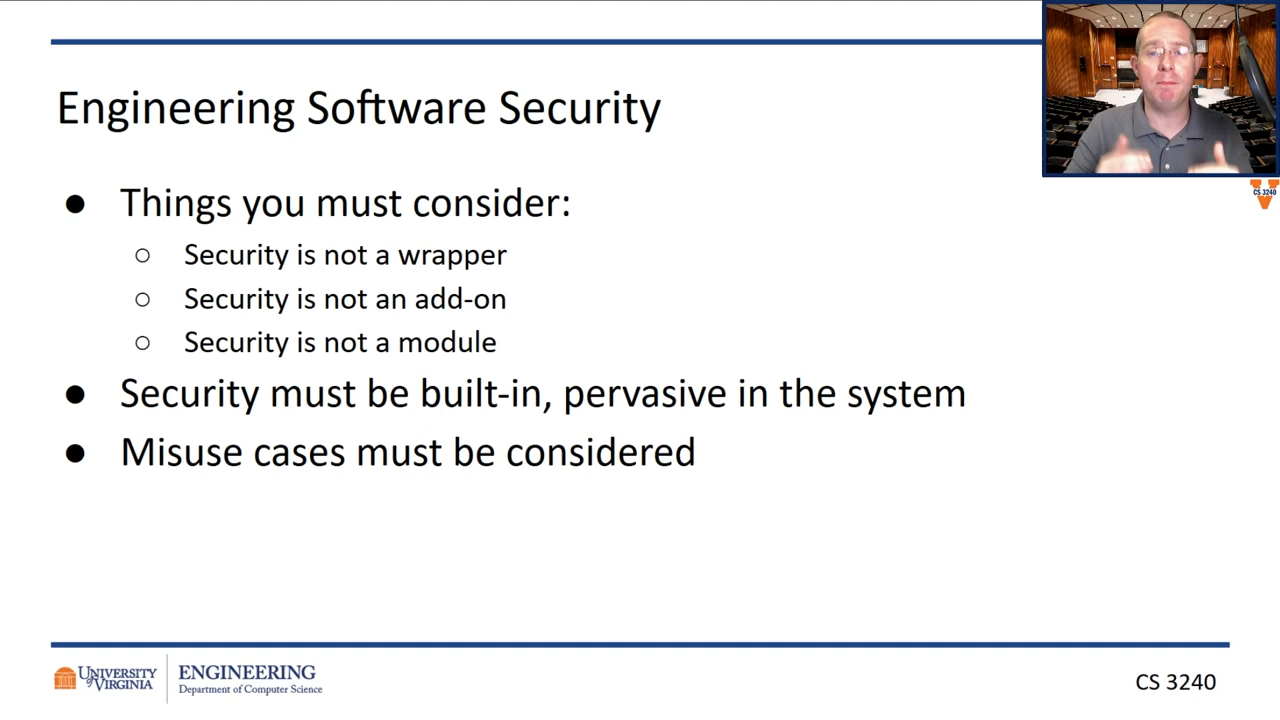 Engineering Software Security
CS 3240
● Things you must consider:
○ Security is not a wrapper
○ Security is not an add-on
○ Security is not a module
● Security must be built-in, pervasive in the system
● Misuse cases must be considered
UNIVERSITY of VIRGINIA
ENGINEERING
Department of Computer Science
CS 3240